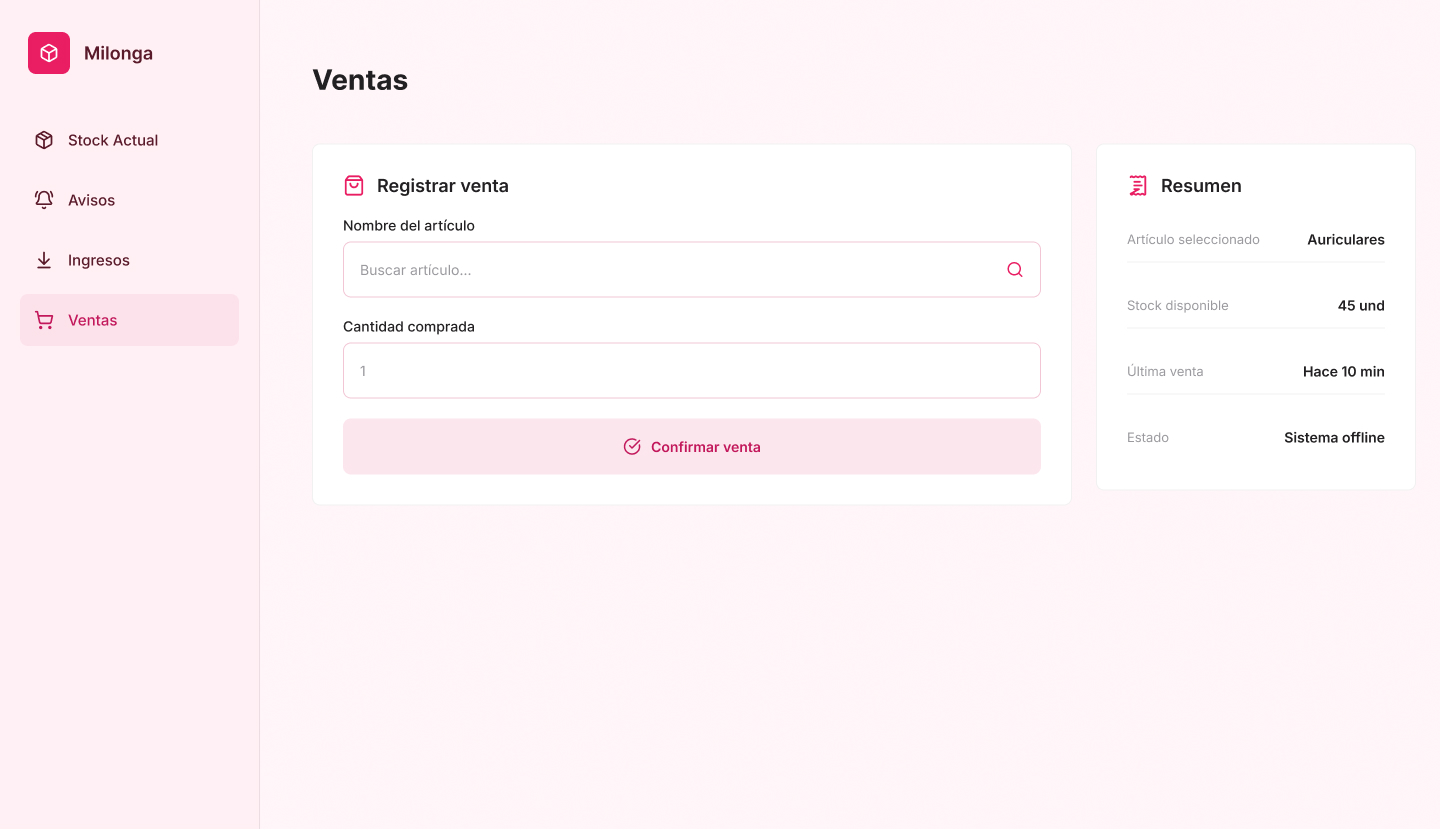 Milonga
Stock Actual
Avisos
Ingresos
Ventas
Ventas
Registrar venta
Nombre del artículo
Buscar artículo...
Cantidad comprada
1
Confirmar venta
Resumen
Artículo seleccionado Auriculares
Stock disponible 45 und
Última venta Hace 10 min
Estado Sistema offline